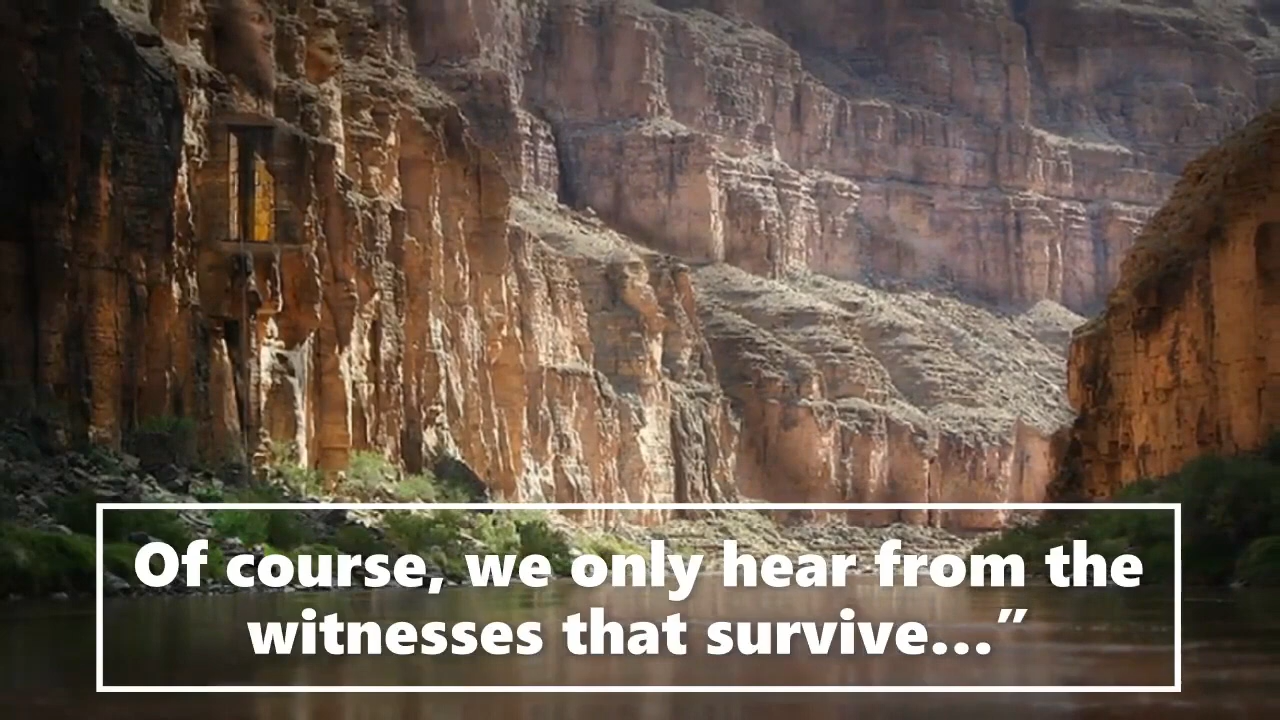 Of course, we only hear from the
witnesses that survive...”